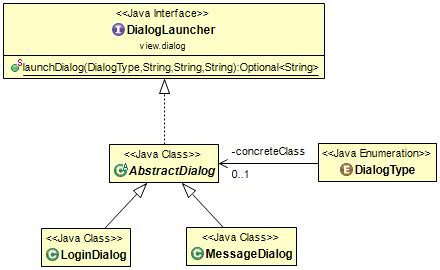 <<Java Interface>>
DialogLauncher
view.dialog
launchDialog(DialogType,String,String,String):Optional<String>
<<Java Class>>
AbstractDialog
-concreteClass
0..1
<<Java Enumeration>>
DialogType
<<Java Class>>
LoginDialog
<<Java Class>>
MessageDialog